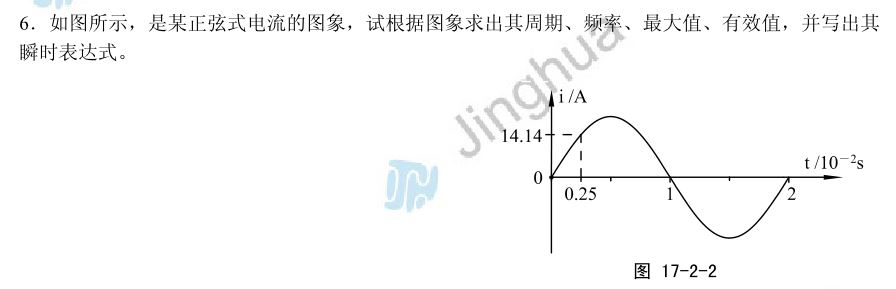 6．如图所示，是某正弦式电流的图象，试根据图象求出其周期、频率、最大值、有效值，并写出其
瞬时表达式。
Jinghua
i /A
14.14
t /10⁻²s
0
0.25
1
2
图 17-2-2